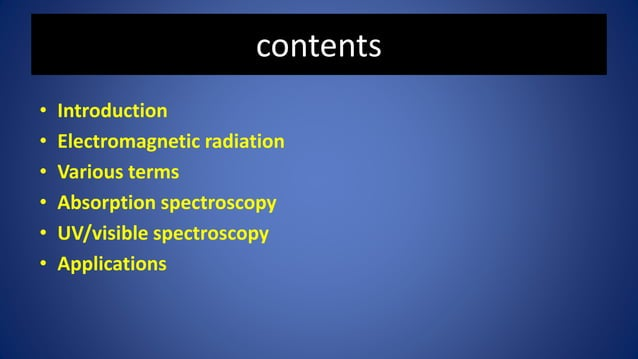 contents
• Introduction
• Electromagnetic radiation
• Various terms
• Absorption spectroscopy
• UV/visible spectroscopy
• Applications